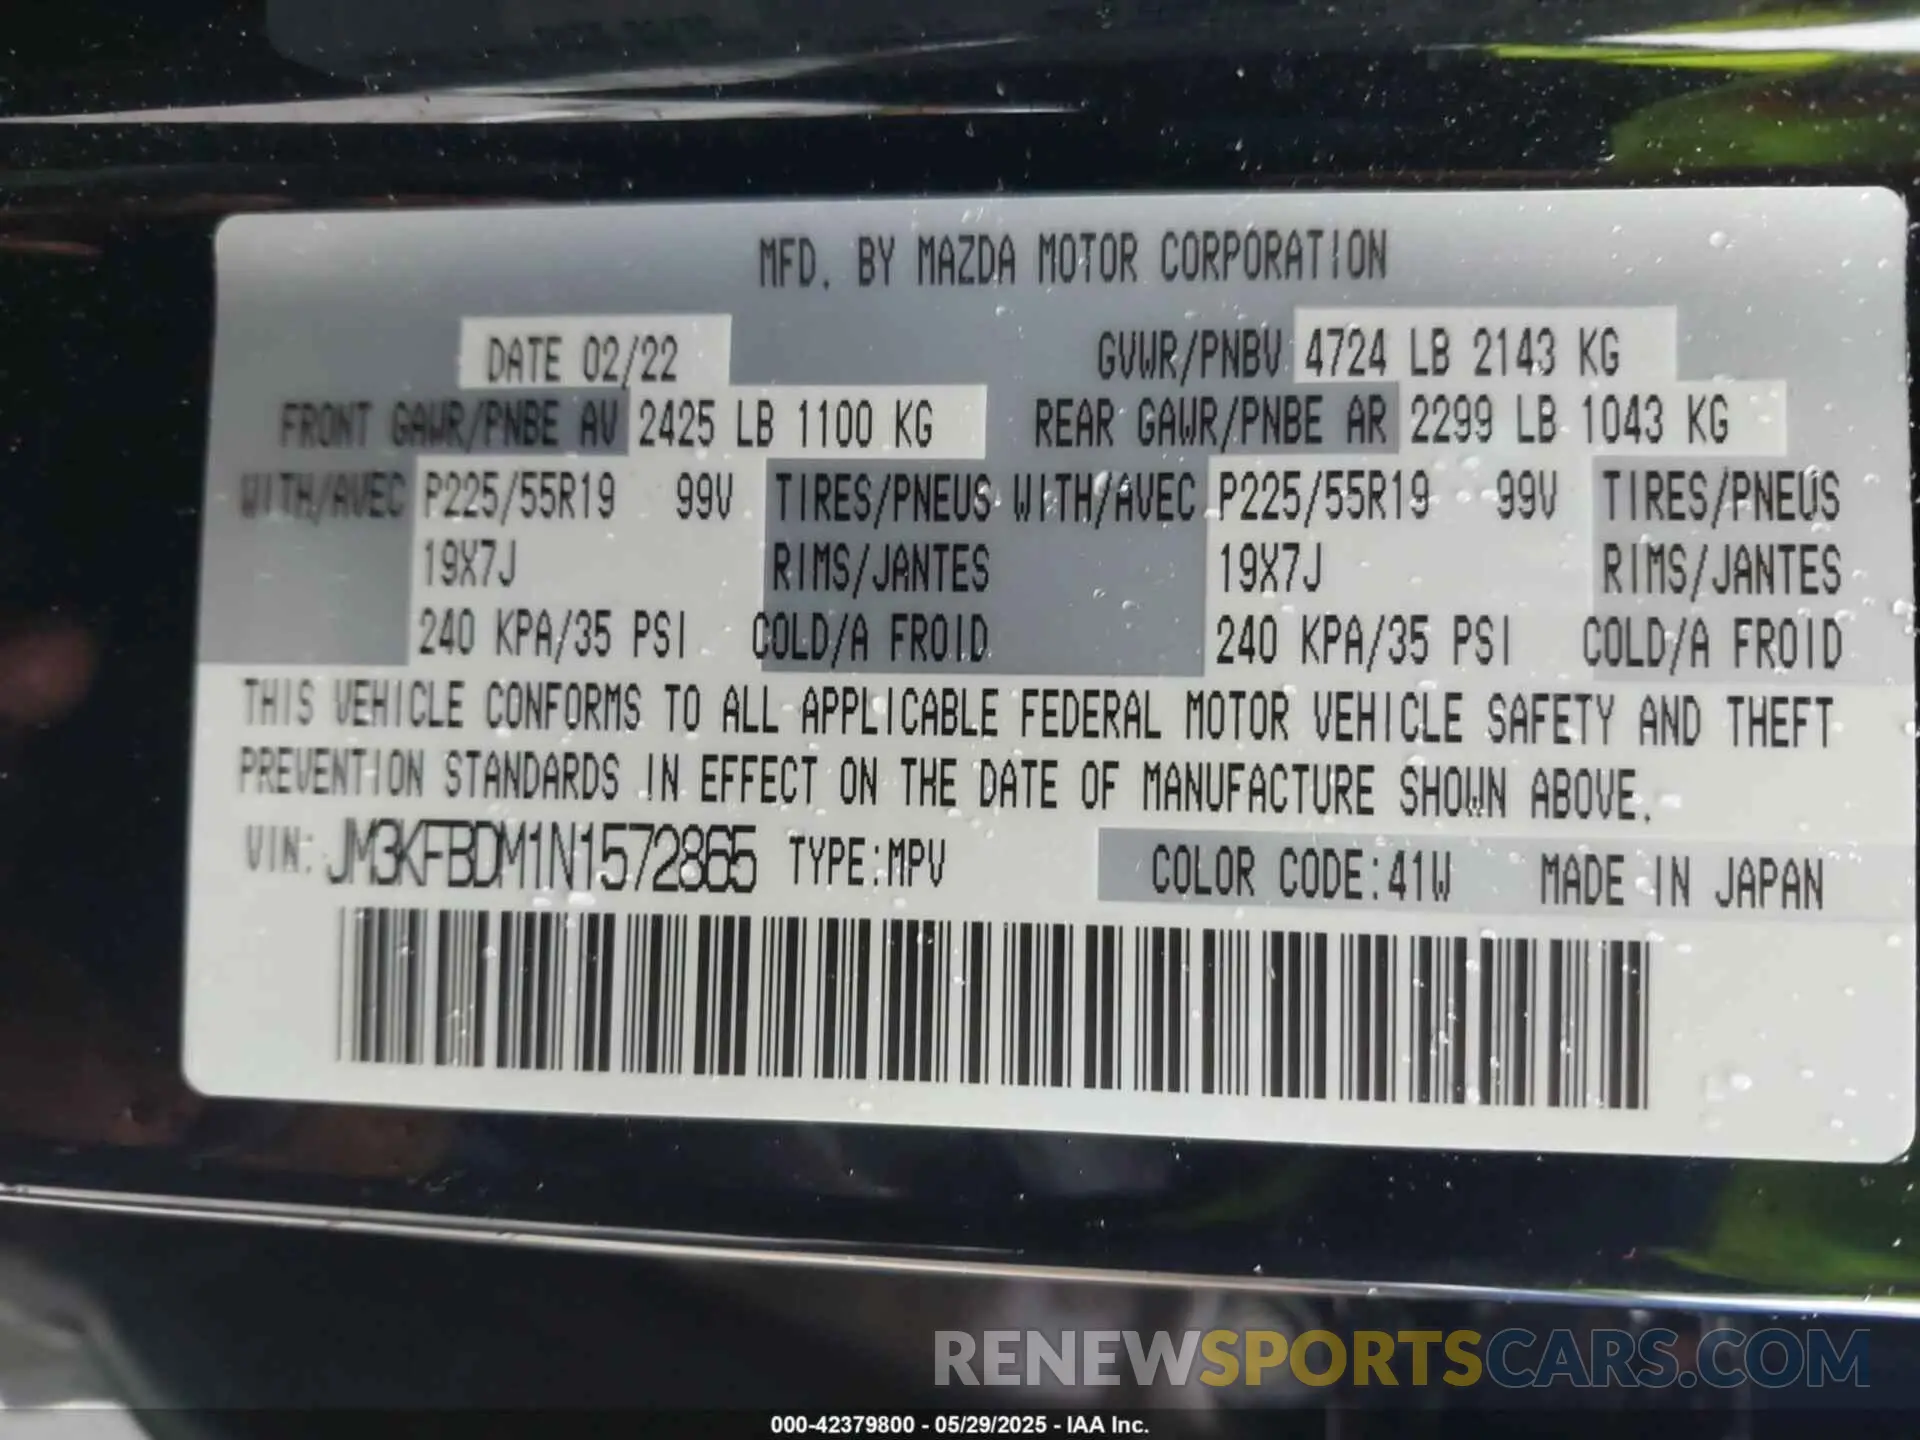 MFD. BY MAZDA MOTOR CORPORATION
DATE 02/22 GVWR/PNBV 4724 LB 2143 KG
FRONT GAWR/PNBE AV 2425 LB 1100 KG REAR GAWR/PNBE AR 2299 LB 1043 KG
WITH/AVEC P225/55R19 99V TIRES/PNEUS WITH/AVEC P225/55R19 99V TIRES/PNEUS
19X7J RIMS/JANTES 19X7J RIMS/JANTES
240 KPA/35 PSI COLD/A FROID 240 KPA/35 PSI COLD/A FROID
THIS VEHICLE CONFORMS TO ALL APPLICABLE FEDERAL MOTOR VEHICLE SAFETY AND THEFT
PREVENTION STANDARDS IN EFFECT ON THE DATE OF MANUFACTURE SHOWN ABOVE.
VIN: JM3KFBDM1N1572865 TYPE:MPV COLOR CODE:41W MADE IN JAPAN
RENEWSPORTSCARS.COM
000-42379800 - 05/29/2025 - IAA Inc.